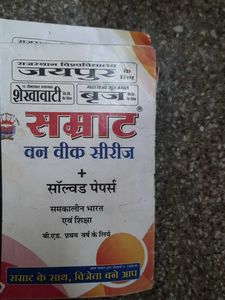 राजस्थान विश्वविद्यालय
जयपुर के लिए
शेखावाटी
बृज
सम्राट
वन वीक सीरीज
+
सॉल्वड पेपर्स
समकालीन भारत
एवं शिक्षा
बी.एड. प्रथम वर्ष के लिये
सम्राट के साथ, विजेता बने आप